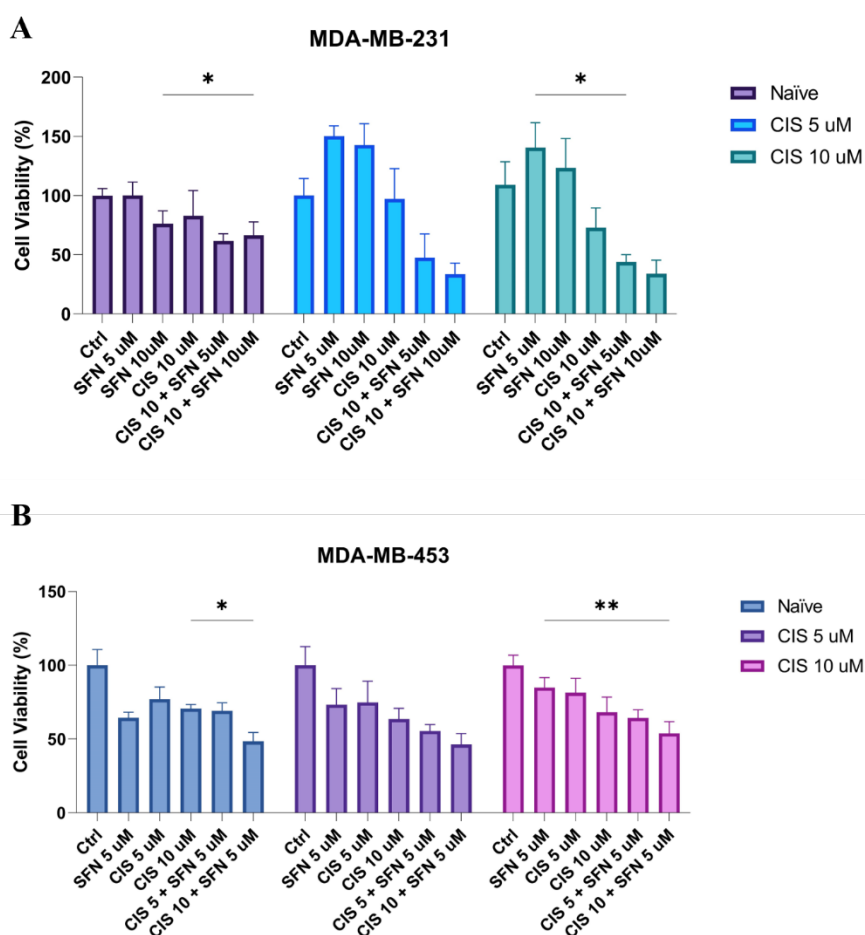 A
MDA-MB-231
* *
Cell Viability (%)
200
150
100
50
0
Naïve
CIS 5 uM
CIS 10 uM
Ctrl
SFN 5 uM
SFN 10uM
CIS 10 uM
CIS 10 + SFN 5uM
CIS 10 + SFN 10uM
Ctrl
SFN 5 uM
SFN 10uM
CIS 10 uM
CIS 10 + SFN 5uM
CIS 10 + SFN 10uM
Ctrl
SFN 5 uM
SFN 10uM
CIS 10 uM
CIS 10 + SFN 5uM
CIS 10 + SFN 10uM
B
MDA-MB-453
* **
Cell Viability (%)
150
100
50
0
Naïve
CIS 5 uM
CIS 10 uM
Ctrl
SFN 5 uM
CIS 5 uM
CIS 10 uM
CIS 5 + SFN 5 uM
CIS 10 + SFN 5 uM
Ctrl
SFN 5 uM
CIS 5 uM
CIS 10 uM
CIS 5 + SFN 5 uM
CIS 10 + SFN 5 uM
Ctrl
SFN 5 uM
CIS 5 uM
CIS 10 uM
CIS 5 + SFN 5 uM
CIS 10 + SFN 5 uM